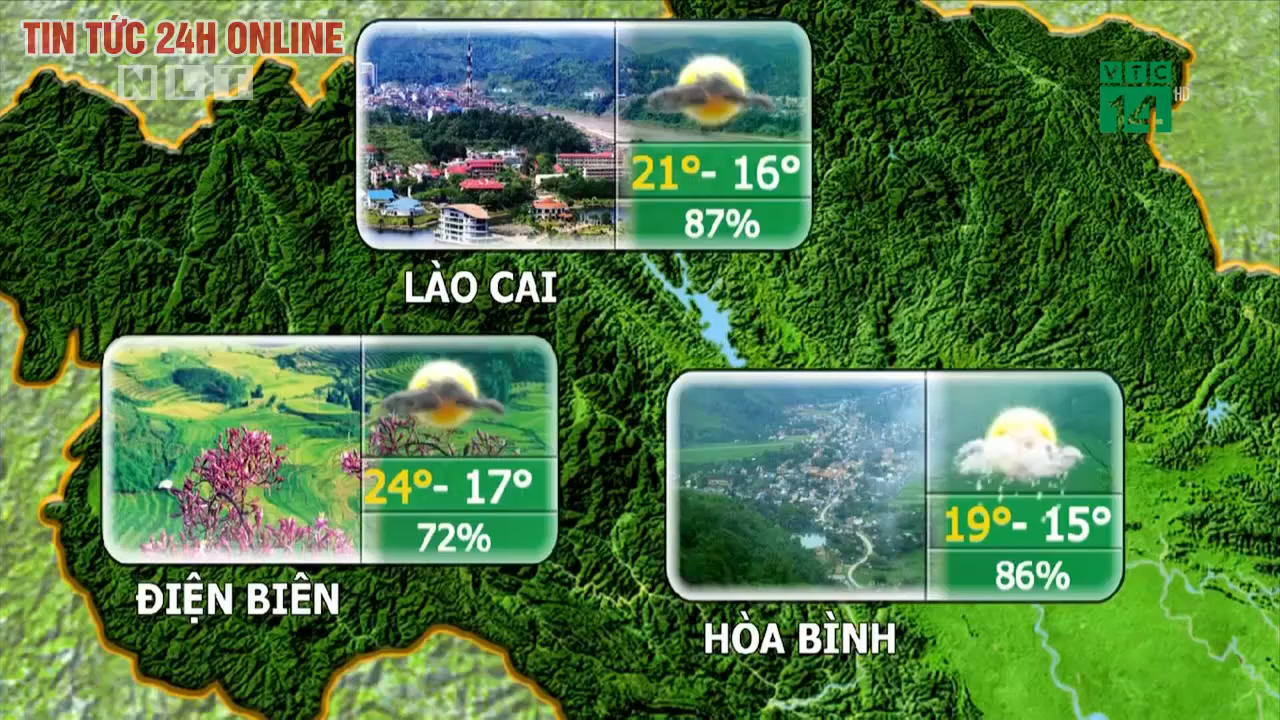 TIN TỨC 24H ONLINE
NLT
VTC
14
HD
21°- 16°
87%
LÀO CAI
24°- 17°
72%
ĐIỆN BIÊN
19°- 15°
86%
HÒA BÌNH